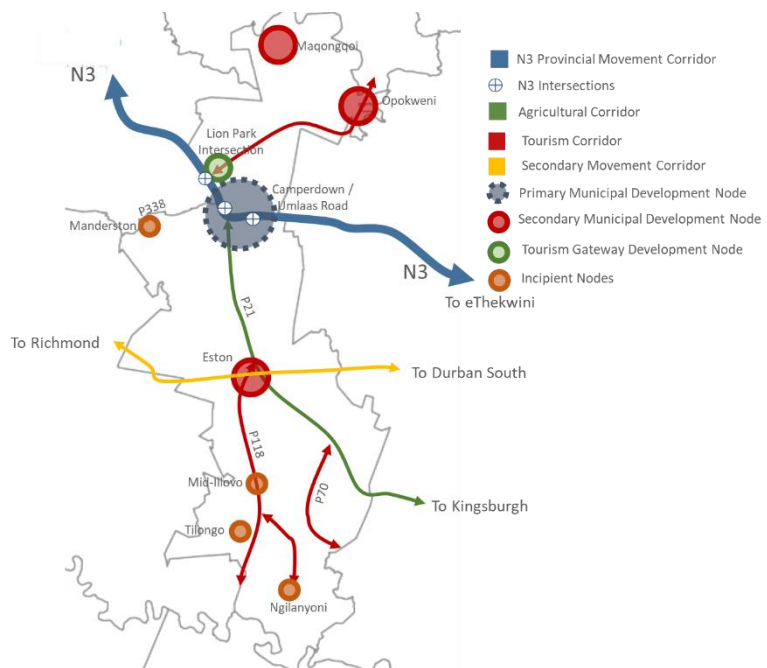 Maqongqoi
N3
Opokweni
Lion Park
Intersection
Camperdown /
Umlaas Road
P338
Manderston
N3
To eThekwini
P21
To Richmond
Eston
To Durban South
P118
Mid-Illovo
P70
To Kingsburgh
Tilongo
Ngilanyoni
N3 Provincial Movement Corridor
N3 Intersections
Agricultural Corridor
Tourism Corridor
Secondary Movement Corridor
Primary Municipal Development Node
Secondary Municipal Development Node
Tourism Gateway Development Node
Incipient Nodes